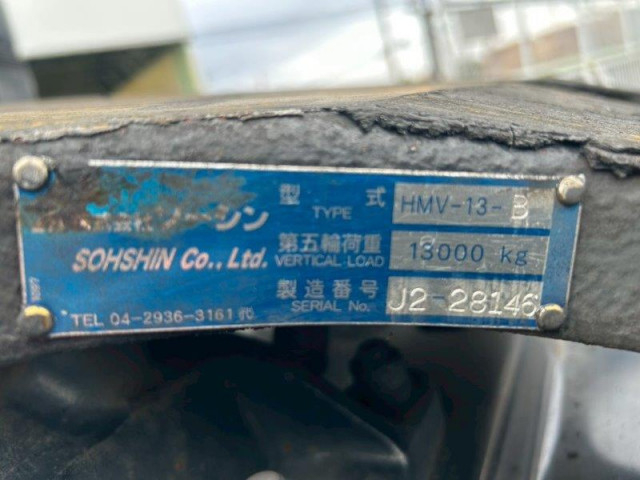 型式 HMV-13-B
TYPE
ソーシン
第五輪荷重 13000 kg
VERTICAL LOAD
SOHSHIN Co., Ltd.
製造番号 J2-28146
SERIAL No.
TEL 04-2936-3161 代